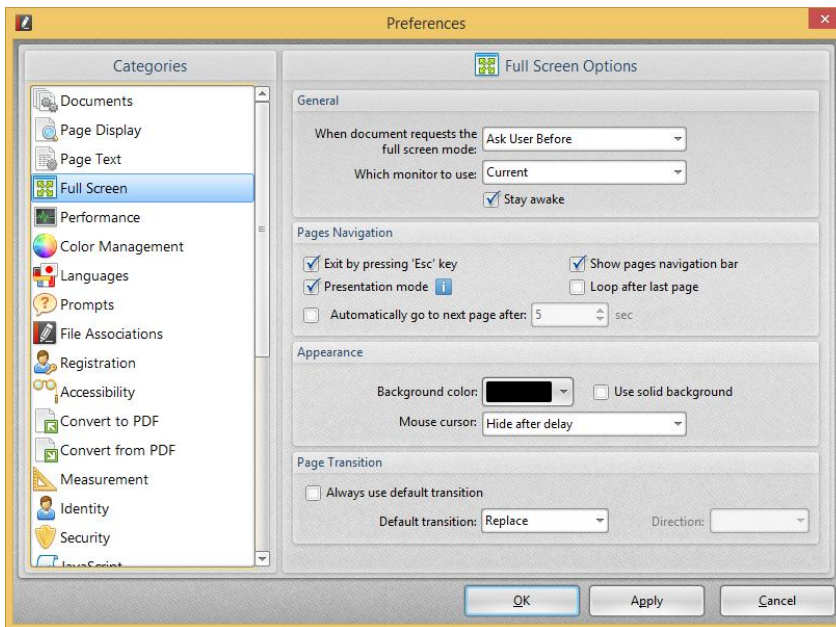 Preferences
Categories
Documents
Page Display
Page Text
Full Screen
Performance
Color Management
Languages
Prompts
File Associations
Registration
Accessibility
Convert to PDF
Convert from PDF
Measurement
Identity
Security
JavaScript
Full Screen Options
General
When document requests the
full screen mode: Ask User Before
Which monitor to use: Current
Stay awake
Pages Navigation
Exit by pressing 'Esc' key Show pages navigation bar
Presentation mode i Loop after last page
Automatically go to next page after: 5 sec
Appearance
Background color: Use solid background
Mouse cursor: Hide after delay
Page Transition
Always use default transition
Default transition: Replace Direction:
OK Apply Cancel